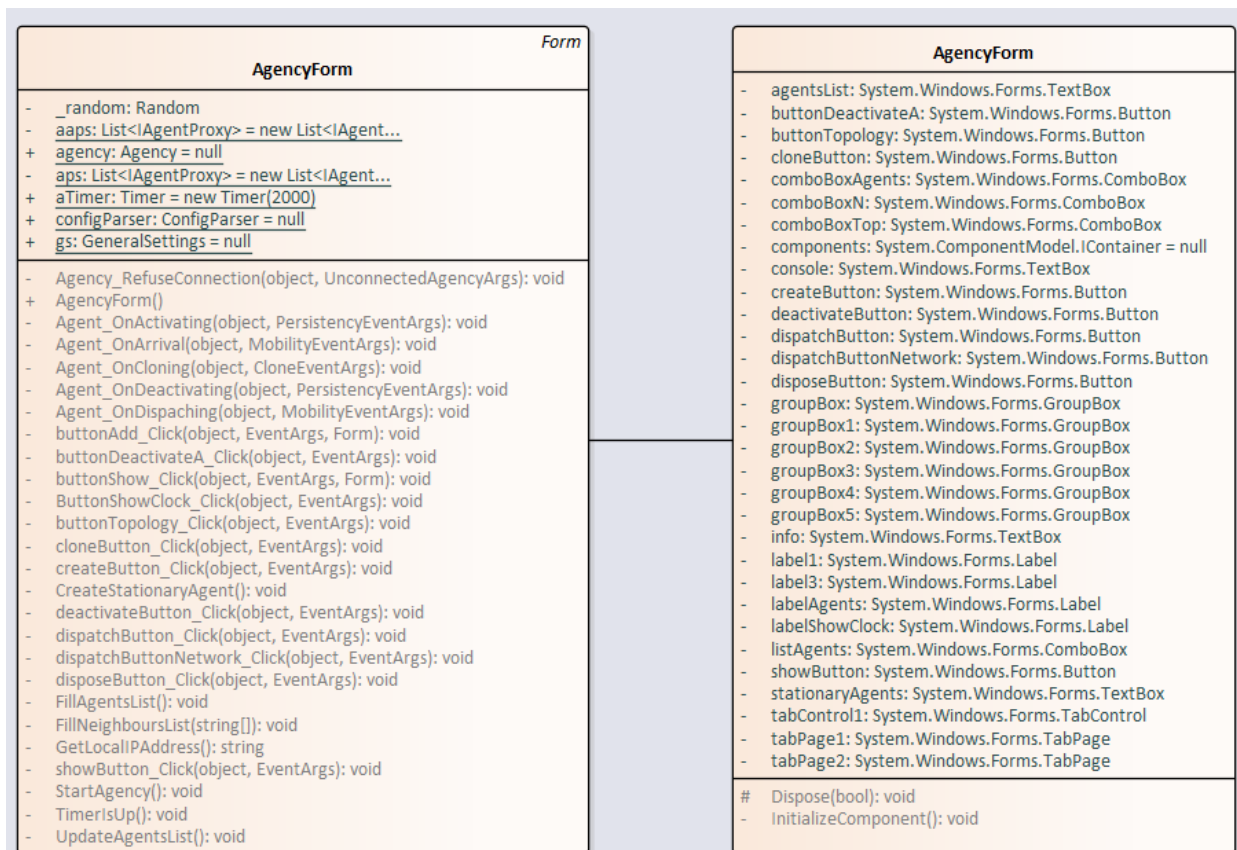 Form
AgencyForm
- _random: Random
- aaps: List<IAgentProxy> = new List<IAgent...
+ agency: Agency = null
- aps: List<IAgentProxy> = new List<IAgent...
+ aTimer: Timer = new Timer(2000)
+ configParser: ConfigParser = null
+ gs: GeneralSettings = null
- Agency_RefuseConnection(object, UnconnectedAgencyArgs): void
+ AgencyForm()
- Agent_OnActivating(object, PersistencyEventArgs): void
- Agent_OnArrival(object, MobilityEventArgs): void
- Agent_OnCloning(object, CloneEventArgs): void
- Agent_OnDeactivating(object, PersistencyEventArgs): void
- Agent_OnDispaching(object, MobilityEventArgs): void
- buttonAdd_Click(object, EventArgs, Form): void
- buttonDeactivateA_Click(object, EventArgs): void
- buttonShow_Click(object, EventArgs, Form): void
- ButtonShowClock_Click(object, EventArgs): void
- buttonTopology_Click(object, EventArgs): void
- cloneButton_Click(object, EventArgs): void
- createButton_Click(object, EventArgs): void
- CreateStationaryAgent(): void
- deactivateButton_Click(object, EventArgs): void
- dispatchButton_Click(object, EventArgs): void
- dispatchButtonNetwork_Click(object, EventArgs): void
- disposeButton_Click(object, EventArgs): void
- FillAgentsList(): void
- FillNeighboursList(string[]): void
- GetLocalIPAddress(): string
- showButton_Click(object, EventArgs): void
- StartAgency(): void
- TimerIsUp(): void
- UpdateAgentsList(): void
AgencyForm
- agentsList: System.Windows.Forms.TextBox
- buttonDeactivateA: System.Windows.Forms.Button
- buttonTopology: System.Windows.Forms.Button
- cloneButton: System.Windows.Forms.Button
- comboBoxAgents: System.Windows.Forms.ComboBox
- comboBoxN: System.Windows.Forms.ComboBox
- comboBoxTop: System.Windows.Forms.ComboBox
- components: System.ComponentModel.IContainer = null
- console: System.Windows.Forms.TextBox
- createButton: System.Windows.Forms.Button
- deactivateButton: System.Windows.Forms.Button
- dispatchButton: System.Windows.Forms.Button
- dispatchButtonNetwork: System.Windows.Forms.Button
- disposeButton: System.Windows.Forms.Button
- groupBox: System.Windows.Forms.GroupBox
- groupBox1: System.Windows.Forms.GroupBox
- groupBox2: System.Windows.Forms.GroupBox
- groupBox3: System.Windows.Forms.GroupBox
- groupBox4: System.Windows.Forms.GroupBox
- groupBox5: System.Windows.Forms.GroupBox
- info: System.Windows.Forms.TextBox
- label1: System.Windows.Forms.Label
- label3: System.Windows.Forms.Label
- labelAgents: System.Windows.Forms.Label
- labelShowClock: System.Windows.Forms.Label
- listAgents: System.Windows.Forms.ComboBox
- showButton: System.Windows.Forms.Button
- stationaryAgents: System.Windows.Forms.TextBox
- tabControl1: System.Windows.Forms.TabControl
- tabPage1: System.Windows.Forms.TabPage
- tabPage2: System.Windows.Forms.TabPage
# Dispose(bool): void
- InitializeComponent(): void